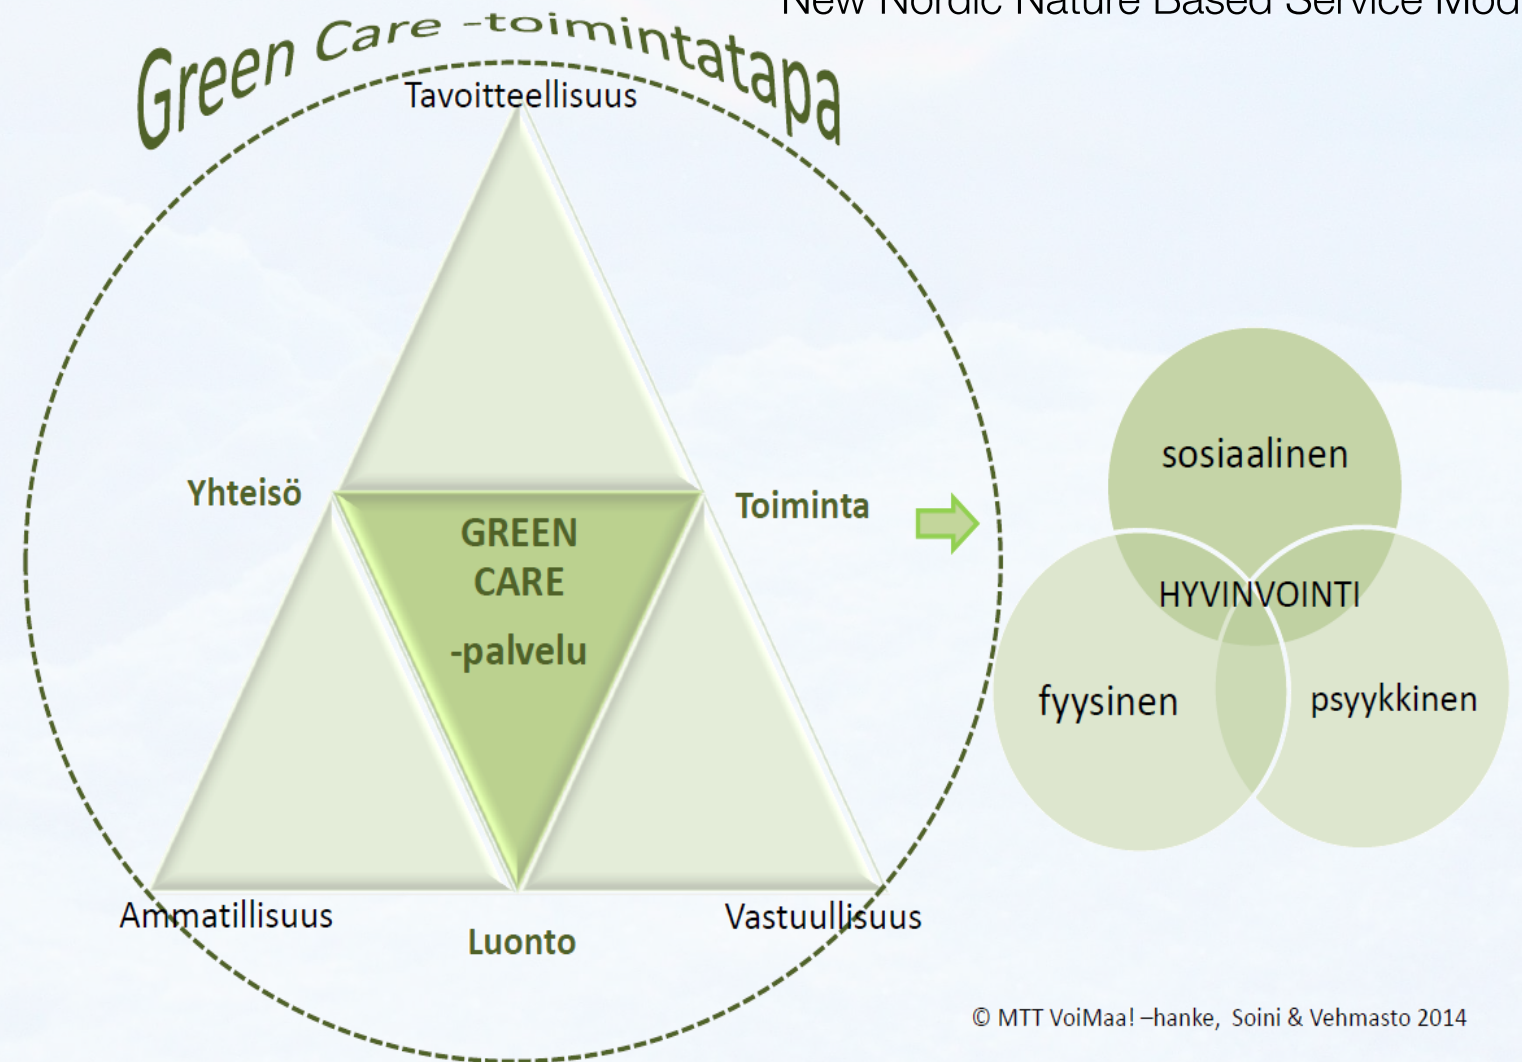 New Nordic Nature Based Service
Green Care -toimintatapa
Tavoitteellisuus
Yhteisö
Toiminta
GREEN
CARE
-palvelu
Ammatillisuus
Luonto
Vastuullisuus
sosiaalinen
HYVINVOINTI
fyysinen
psyykkinen
© MTT VoiMaa! –hanke, Soini & Vehmasto 2014